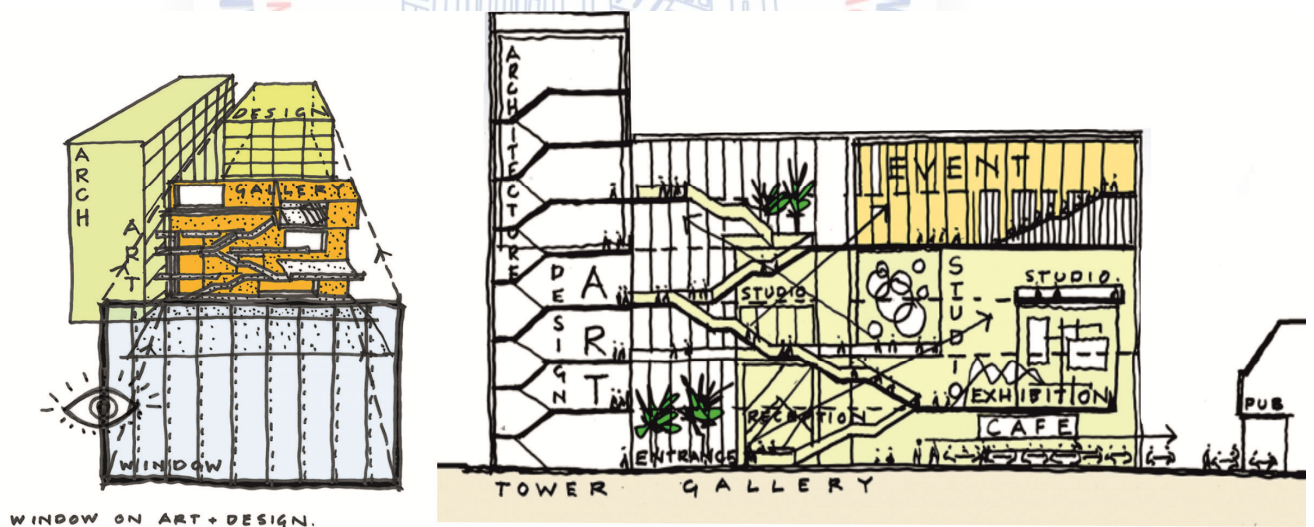 DESIGN
ARCH
GALLERY
ART
WINDOW
WINDOW ON ART + DESIGN.
ARCHITECTURE
EVENT
DESIGN
ART
STUDIO
STUDIO
STUDIO
EXHIBITION
RECEPTION
CAFE
ENTRANCE
PUB
TOWER GALLERY